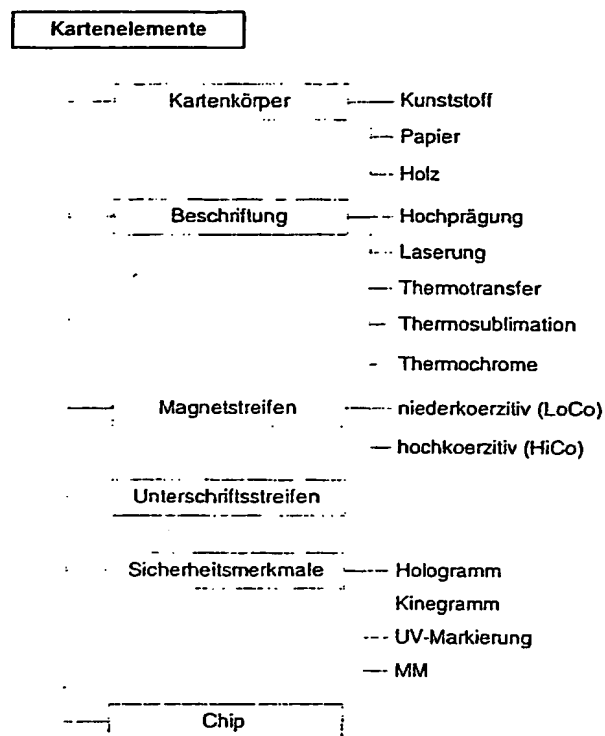 Kartenelemente
Kartenkörper
Kunststoff
Papier
Holz
Beschriftung
Hochprägung
Laserung
Thermotransfer
Thermosublimation
Thermochrome
Magnetstreifen
niederkoerzitiv (LoCo)
hochkoerzitiv (HiCo)
Unterschriftsstreifen
Sicherheitsmerkmale
Hologramm
Kinegramm
UV-Markierung
MM
Chip